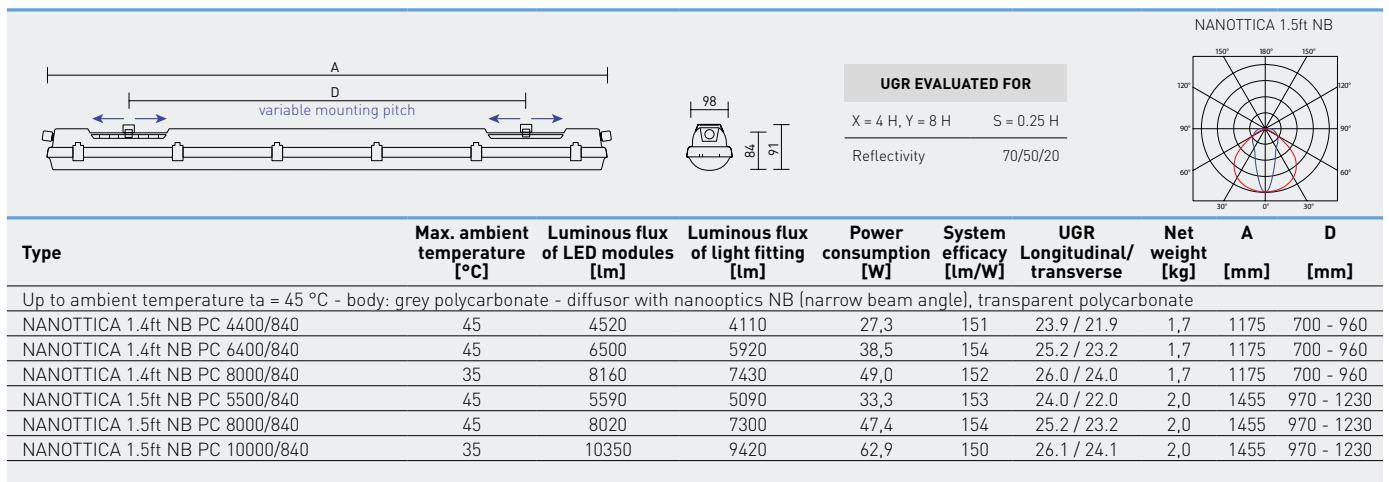 NANOTTICA 1.5ft NB
150° 180° 150°
120° 120°
90° 90°
60° 60°
30° 0° 30°
A
D
variable mounting pitch
98
84
91
UGR EVALUATED FOR
X = 4 H, Y = 8 H S = 0.25 H
Reflectivity 70/50/20
Type Max. ambient temperature [°C] Luminous flux of LED modules [lm] Luminous flux of light fitting [lm] Power consumption [W] System efficacy [lm/W] UGR Longitudinal/ transverse Net weight [kg] A [mm] D [mm]
Up to ambient temperature ta = 45 °C - body: grey polycarbonate - diffusor with nanooptics NB (narrow beam angle), transparent polycarbonate
NANOTTICA 1.4ft NB PC 4400/840 45 4520 4110 27,3 151 23.9 / 21.9 1,7 1175 700 - 960
NANOTTICA 1.4ft NB PC 6400/840 45 6500 5920 38,5 154 25.2 / 23.2 1,7 1175 700 - 960
NANOTTICA 1.4ft NB PC 8000/840 35 8160 7430 49,0 152 26.0 / 24.0 1,7 1175 700 - 960
NANOTTICA 1.5ft NB PC 5500/840 45 5590 5090 33,3 153 24.0 / 22.0 2,0 1455 970 - 1230
NANOTTICA 1.5ft NB PC 8000/840 45 8020 7300 47,4 154 25.2 / 23.2 2,0 1455 970 - 1230
NANOTTICA 1.5ft NB PC 10000/840 35 10350 9420 62,9 150 26.1 / 24.1 2,0 1455 970 - 1230